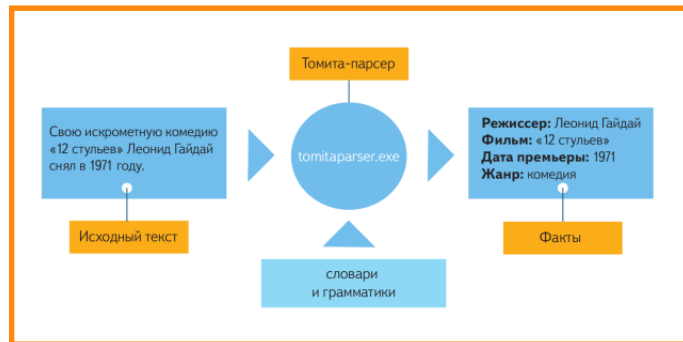 Томита-парсер
Свою искрометную комедию
«12 стульев» Леонид Гайдай
снял в 1971 году.
Исходный текст
tomitaparser.exe
словари
и грамматики
Режиссер: Леонид Гайдай
Фильм: «12 стульев»
Дата премьеры: 1971
Жанр: комедия
Факты